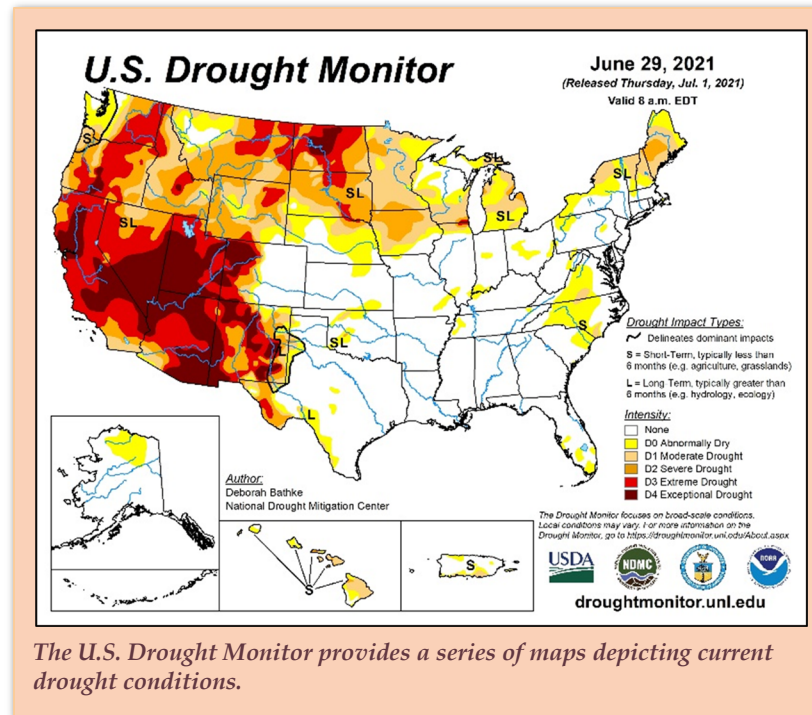 U.S. Drought Monitor
June 29, 2021
(Released Thursday, Jul. 1, 2021)
Valid 8 a.m. EDT
S
SL
SL
SL
SL
SL
SL
S
L
L
Drought Impact Types:
Delineates dominant impacts
S = Short-Term, typically less than
6 months (e.g. agriculture, grasslands)
L = Long-Term, typically greater than
6 months (e.g. hydrology, ecology)
Intensity:
None
D0 Abnormally Dry
D1 Moderate Drought
D2 Severe Drought
D3 Extreme Drought
D4 Exceptional Drought
Author:
Deborah Bathke
National Drought Mitigation Center
S
S
The Drought Monitor focuses on broad-scale conditions.
Local conditions may vary. For more information on the
Drought Monitor, go to https://droughtmonitor.unl.edu/About.aspx
USDA
NDMC
NOAA
droughtmonitor.unl.edu
The U.S. Drought Monitor provides a series of maps depicting current
drought conditions.